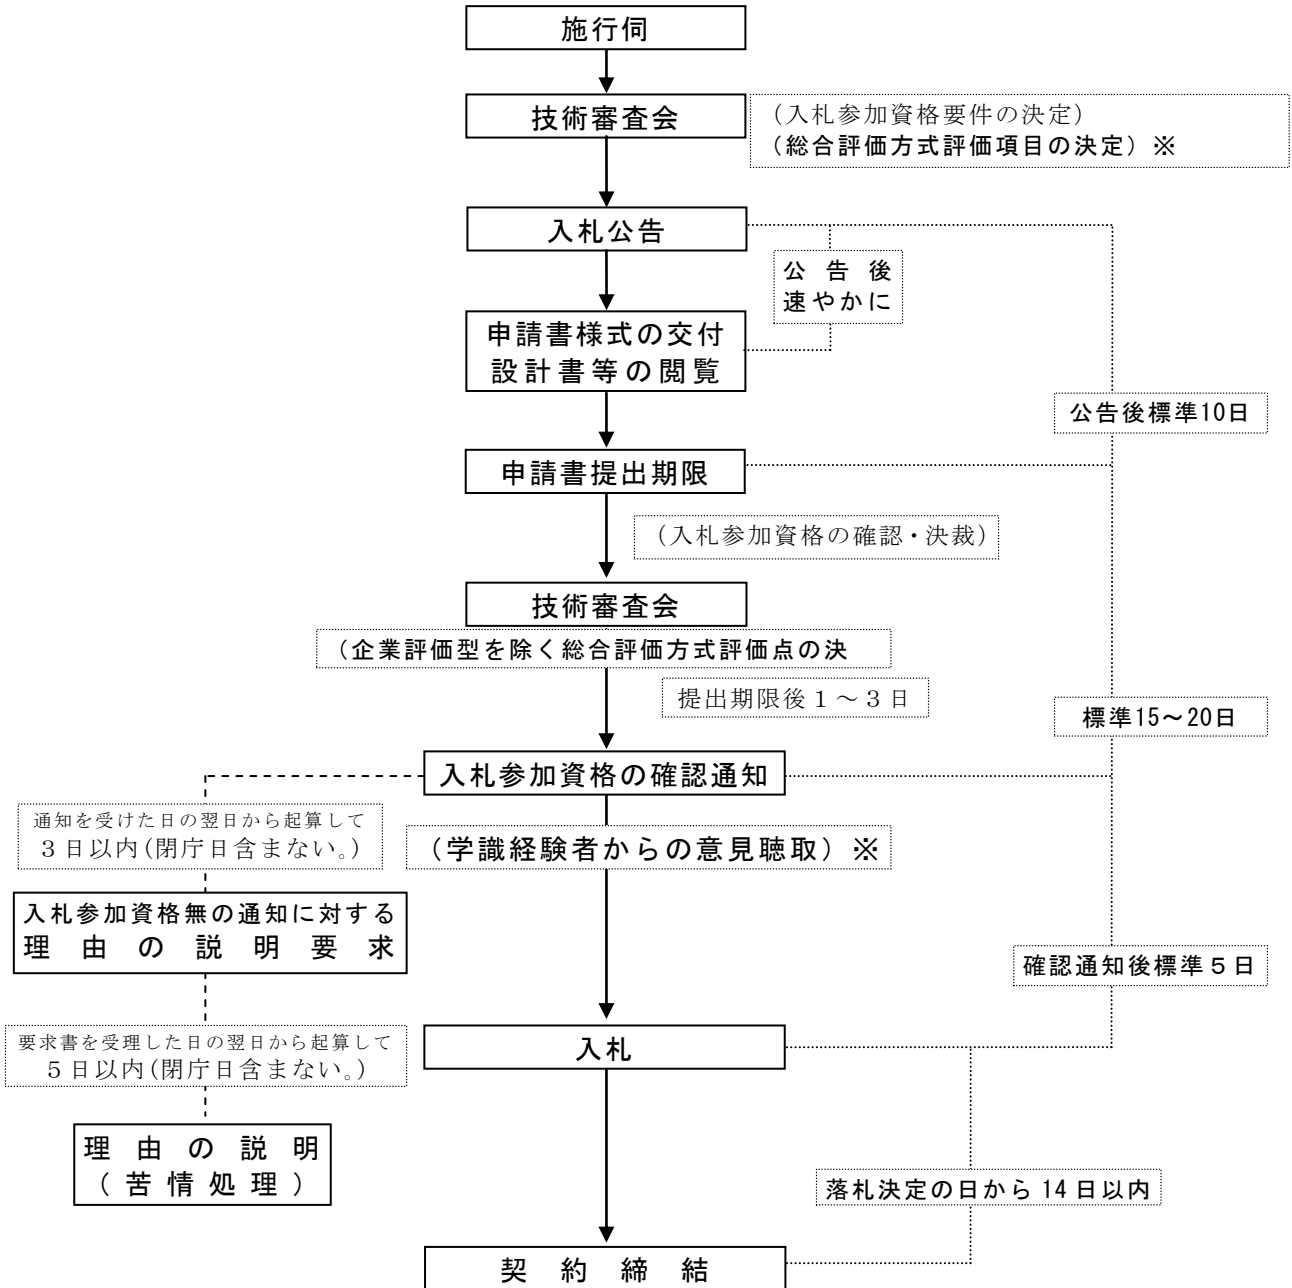 施行伺
技術審査会
（入札参加資格要件の決定）
（総合評価方式評価項目の決定）※
入札公告
公告後
速やかに
申請書様式の交付
設計書等の閲覧
公告後標準10日
申請書提出期限
（入札参加資格の確認・決裁）
技術審査会
（企業評価型を除く総合評価方式評価点の決
提出期限後１～３日
標準15～20日
入札参加資格の確認通知
通知を受けた日の翌日から起算して
３日以内(閉庁日含まない。)
（学識経験者からの意見聴取）※
入札参加資格無の通知に対する
理由の説明要求
確認通知後標準５日
要求書を受理した日の翌日から起算して
５日以内(閉庁日含まない。)
入札
理由の説明
(苦情処理)
落札決定の日から14日以内
契約締結